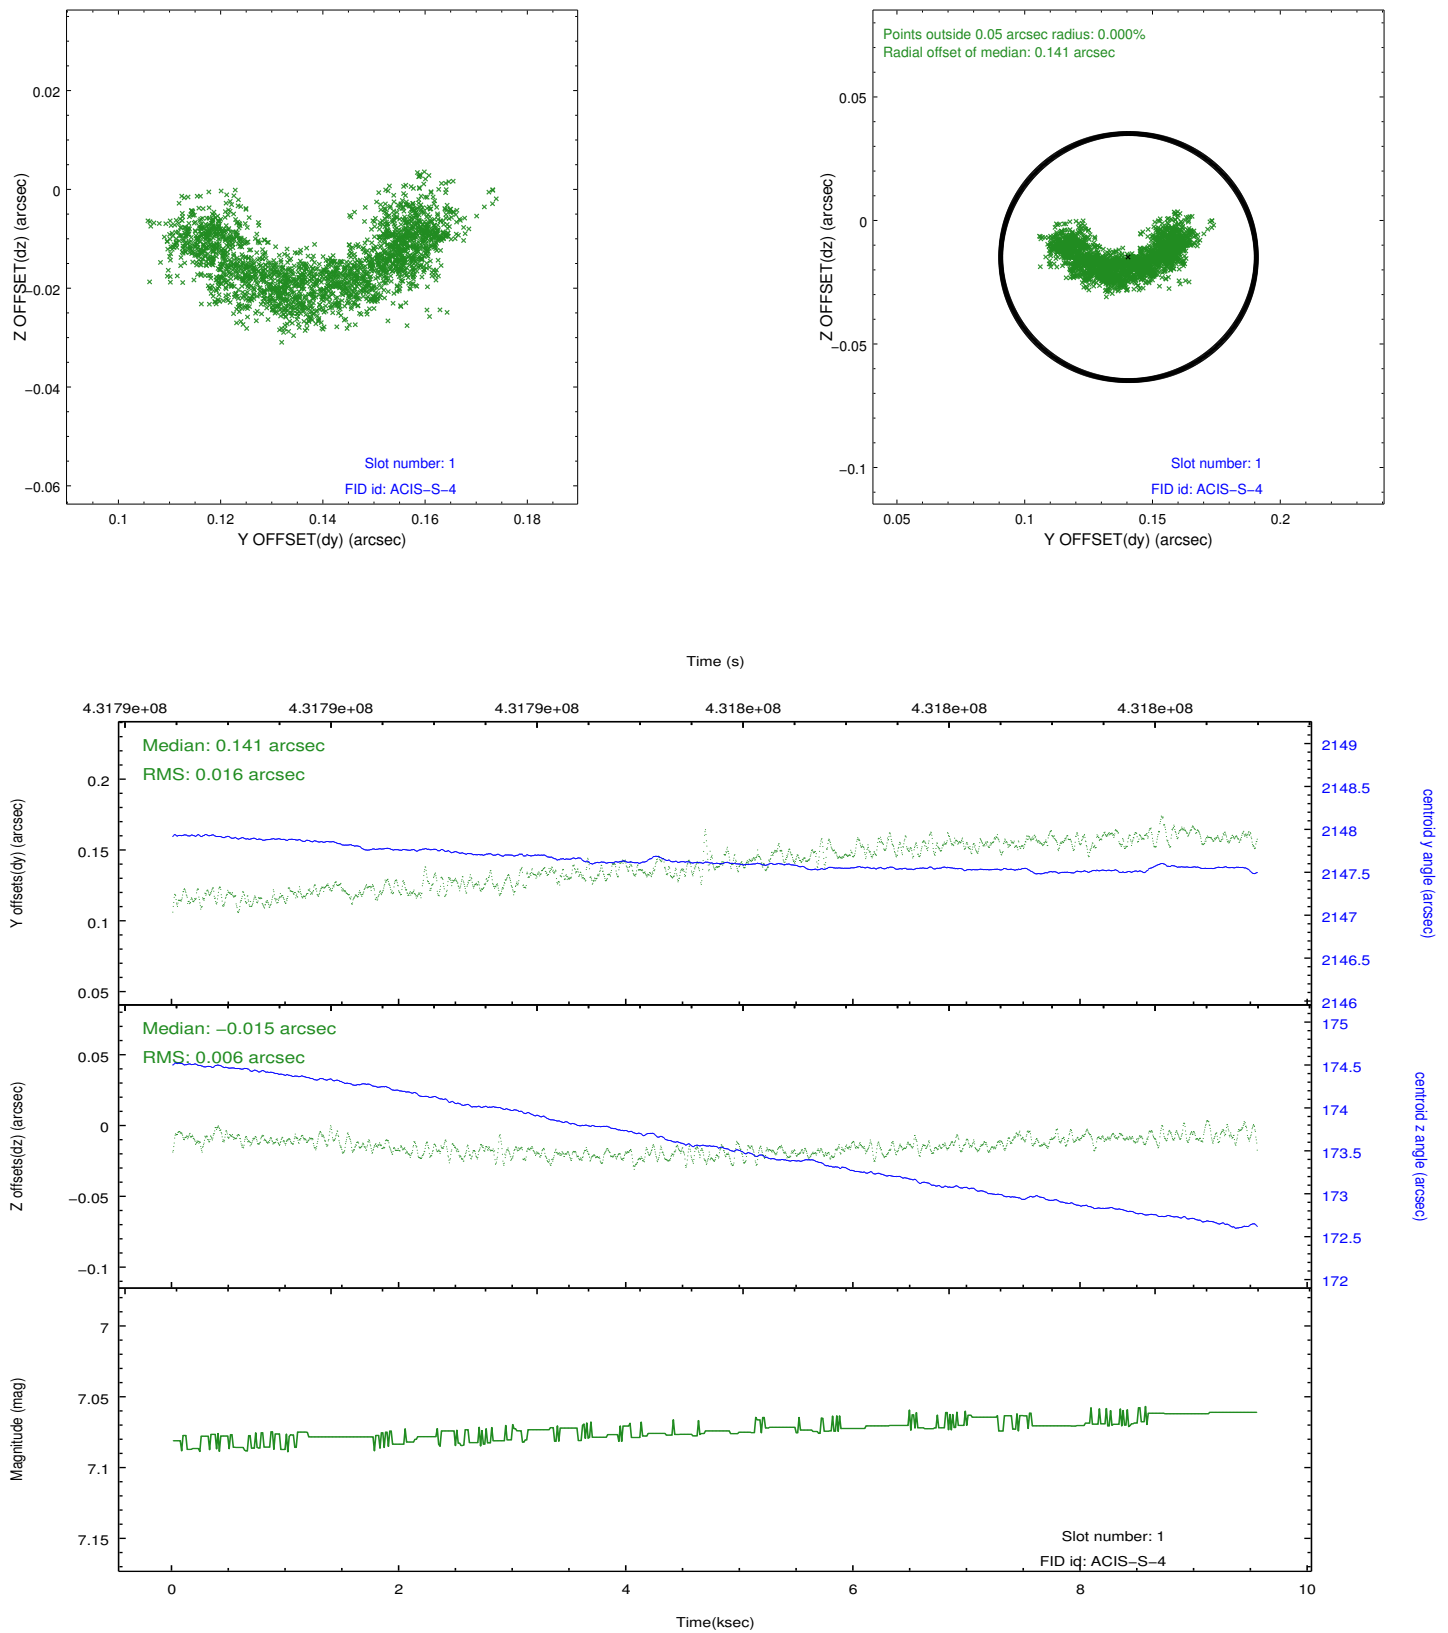 0.02
0
−0.02
−0.04
−0.06
Z OFFSET(dz) (arcsec)
Slot number: 1
FID id: ACIS−S−4
0.1 0.12 0.14 0.16 0.18
Y OFFSET(dy) (arcsec)
Points outside 0.05 arcsec radius: 0.000%
Radial offset of median: 0.141 arcsec
0.05
0
−0.05
−0.1
Z OFFSET(dz) (arcsec)
Slot number: 1
FID id: ACIS−S−4
0.05 0.1 0.15 0.2
Y OFFSET(dy) (arcsec)
Time (s)
4.3179e+08 4.3179e+08 4.3179e+08 4.318e+08 4.318e+08 4.318e+08
Median: 0.141 arcsec
RMS: 0.016 arcsec
0.2
0.15
0.1
0.05
Y offsets(dy) (arcsec)
2149
2148.5
2148
2147.5
2147
2146.5
2146
centroid y angle (arcsec)
Median: −0.015 arcsec
RMS: 0.006 arcsec
0.05
0
−0.05
−0.1
Z offsets(dz) (arcsec)
175
174.5
174
173.5
173
172.5
172
centroid z angle (arcsec)
7
7.05
7.1
7.15
Magnitude (mag)
Slot number: 1
FID id: ACIS−S−4
0 2 4 6 8 10
Time(ksec)